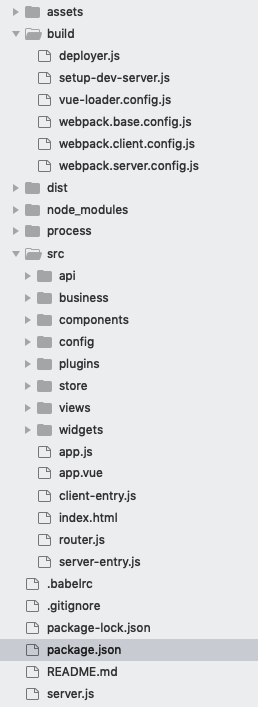 assets
build
deployer.js
setup-dev-server.js
vue-loader.config.js
webpack.base.config.js
webpack.client.config.js
webpack.server.config.js
dist
node_modules
process
src
api
business
components
config
plugins
store
views
widgets
app.js
app.vue
client-entry.js
index.html
router.js
server-entry.js
.babelrc
.gitignore
package-lock.json
package.json
README.md
server.js